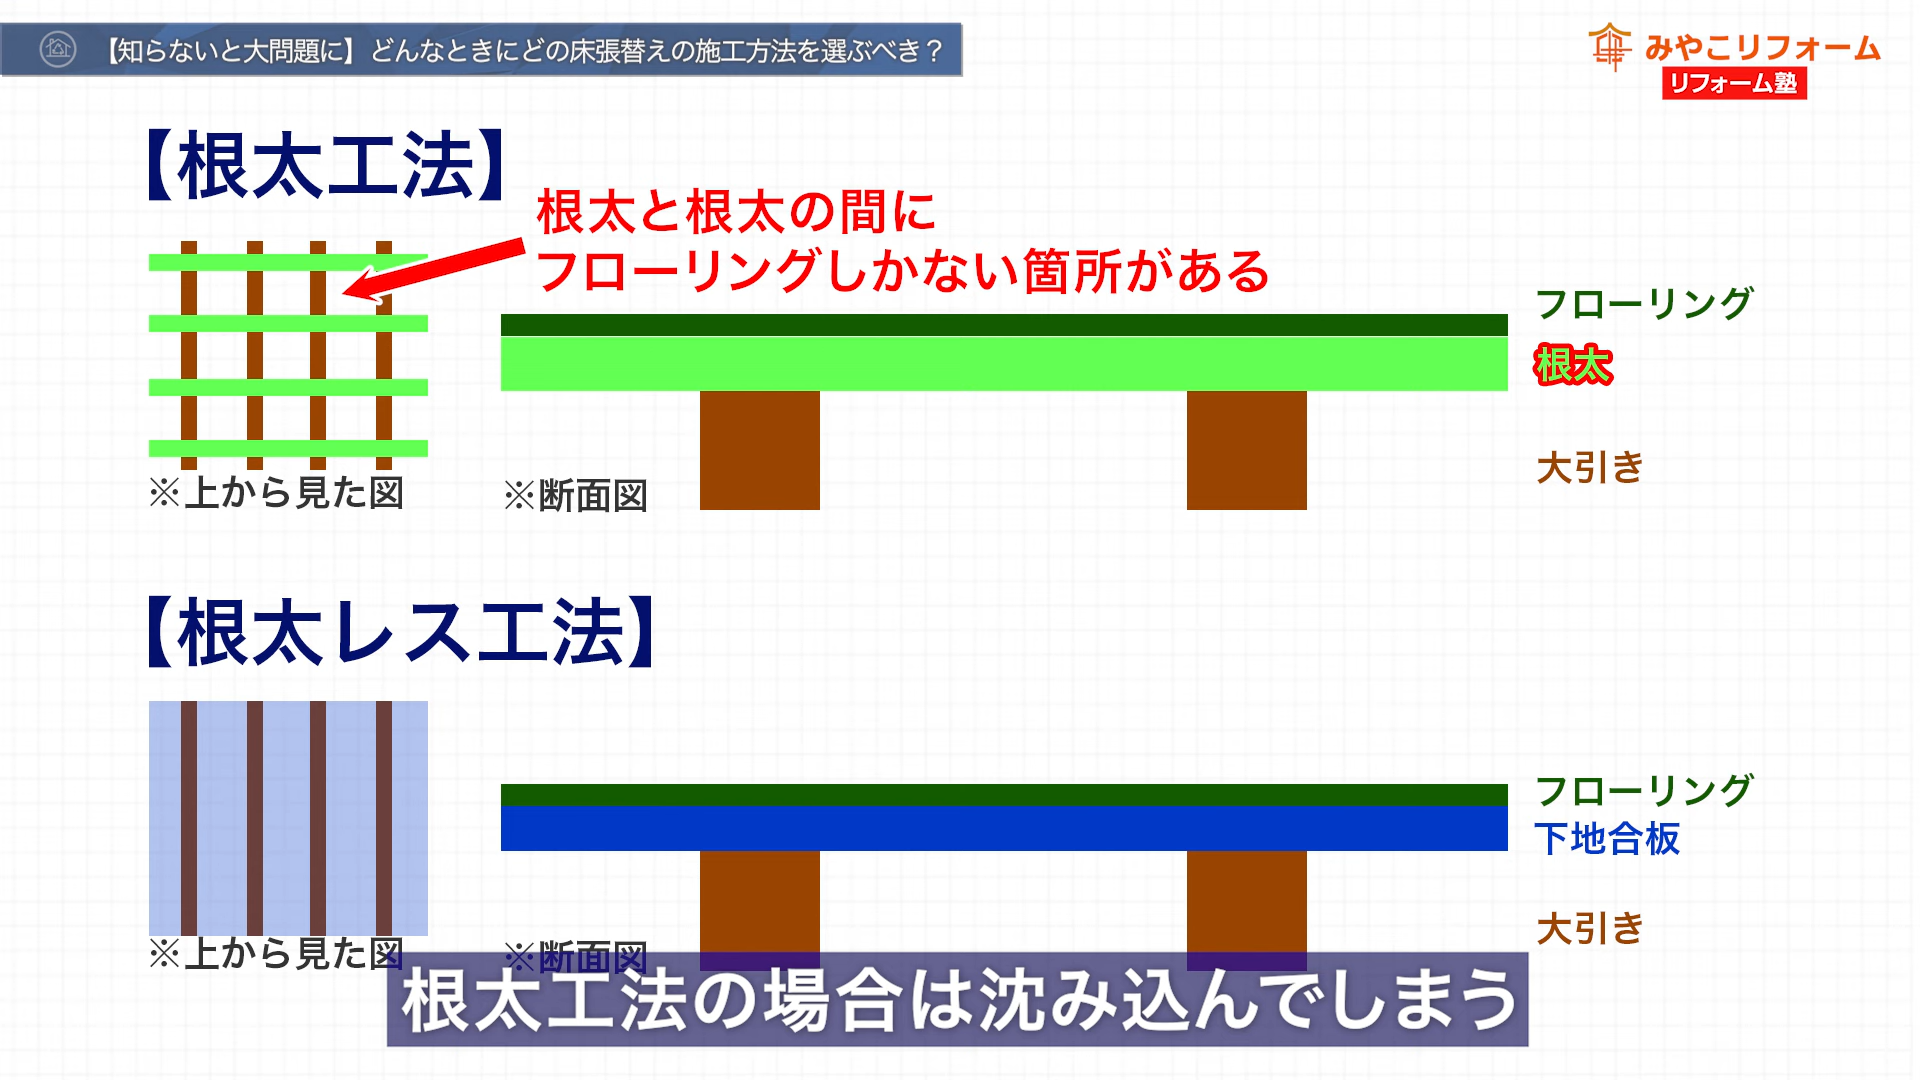 【知らないと大問題に】どんなときにどの床張替えの施工方法を選ぶべき？
みやこリフォーム
リフォーム塾
【根太工法】
根太と根太の間に
フローリングしかない箇所がある
フローリング
根太
大引き
※上から見た図
※断面図
【根太レス工法】
フローリング
下地合板
大引き
※上から見た図
※断面図
根太工法の場合は沈み込んでしまう